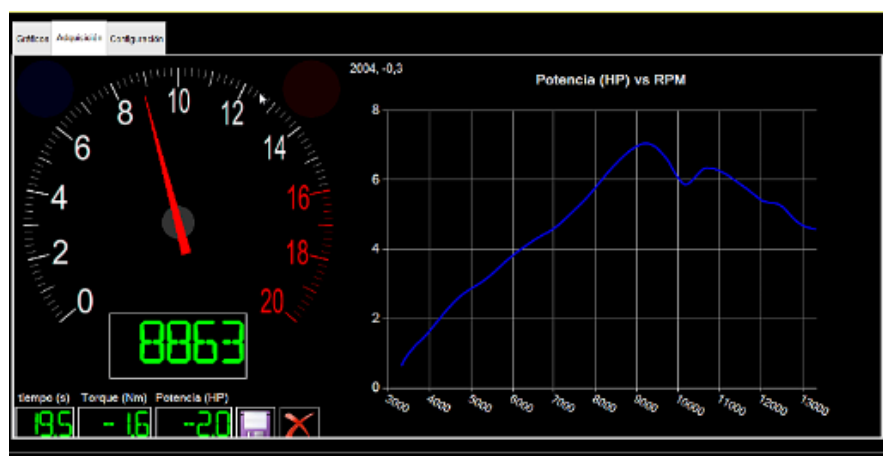 Gráficos Adquisición Configuración
2004, -0,3
Potencia (HP) vs RPM
0 2 4 6 8 10 12 14 16 18 20
8863
tiempo (s) Torque (Nm) Potencia (HP)
19.5 -1.6 -2.0
8
6
4
2
0
3000 4000 5000 6000 7000 8000 9000 10000 11000 12000 13000